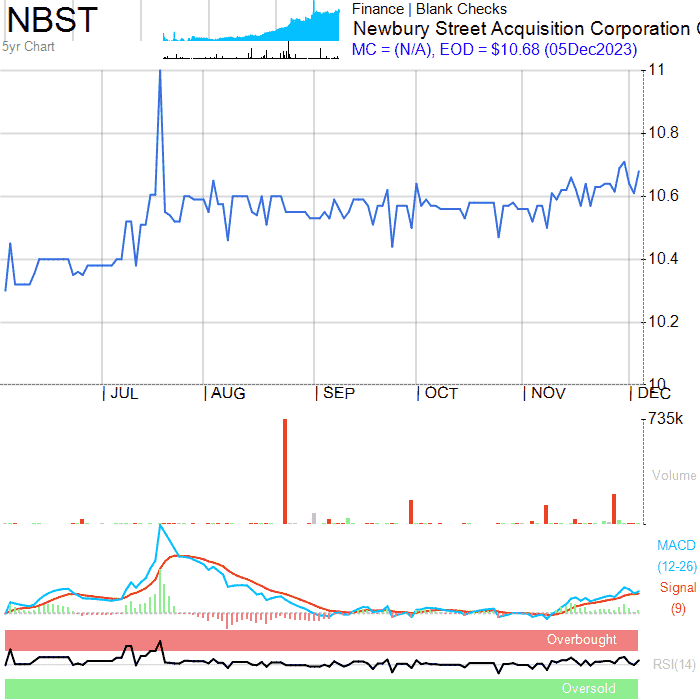 NBST
5yr Chart
Finance | Blank Checks
Newbury Street Acquisition Corporation
MC = (N/A), EOD = $10.68 (05Dec2023)
11
10.8
10.6
10.4
10.2
10
| JUL | AUG | SEP | OCT | NOV | DEC
735k
Volume
MACD
(12-26)
Signal
(9)
Overbought
RSI(14)
Oversold